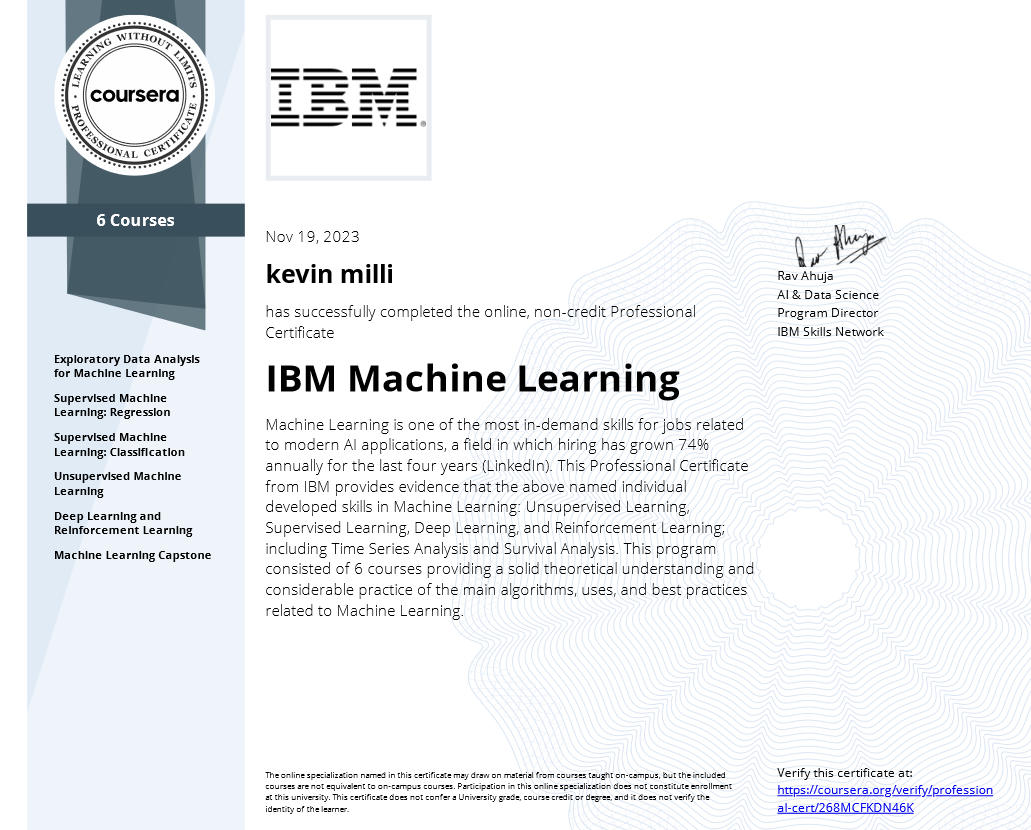 LEARNING WITHOUT LIMITS
coursera
PROFESSIONAL CERTIFICATE
6 Courses
Exploratory Data Analysis
for Machine Learning
Supervised Machine
Learning: Regression
Supervised Machine
Learning: Classification
Unsupervised Machine
Learning
Deep Learning and
Reinforcement Learning
Machine Learning Capstone
IBM®
Nov 19, 2023
kevin milli
has successfully completed the online, non-credit Professional
Certificate
IBM Machine Learning
Machine Learning is one of the most in-demand skills for jobs related
to modern AI applications, a field in which hiring has grown 74%
annually for the last four years (LinkedIn). This Professional Certificate
from IBM provides evidence that the above named individual
developed skills in Machine Learning: Unsupervised Learning,
Supervised Learning, Deep Learning, and Reinforcement Learning;
including Time Series Analysis and Survival Analysis. This program
consisted of 6 courses providing a solid theoretical understanding and
considerable practice of the main algorithms, uses, and best practices
related to Machine Learning.
Rav Ahuja
Rav Ahuja
AI & Data Science
Program Director
IBM Skills Network
The online specialization named in this certificate may draw on material from courses taught on-campus, but the included
courses are not equivalent to on-campus courses. Participation in this online specialization does not constitute enrollment
at this university. This certificate does not confer a University grade, course credit or degree, and it does not verify the
identity of the learner.
Verify this certificate at:
https://coursera.org/verify/profession
al-cert/268MCFKDN46K